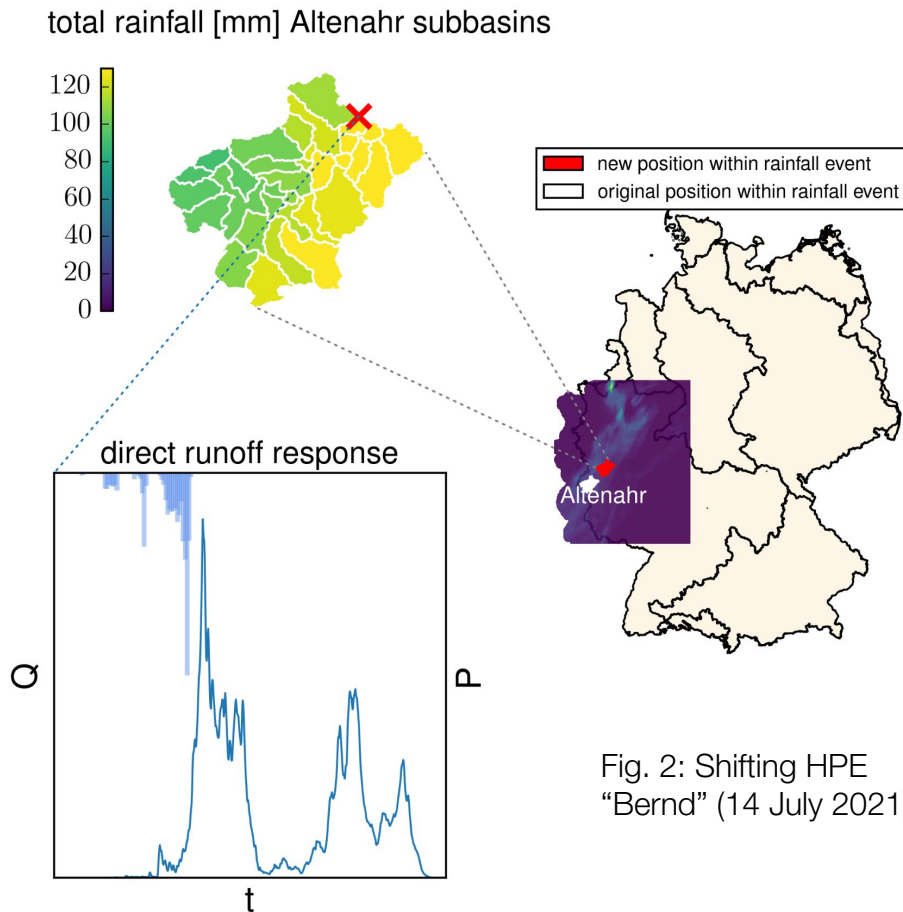 total rainfall [mm] Altenahr subbasins
120
100
80
60
40
20
0
new position within rainfall event
original position within rainfall event
Altenahr
direct runoff response
Q
P
t
Fig. 2: Shifting HPE
“Bernd” (14 July 2021